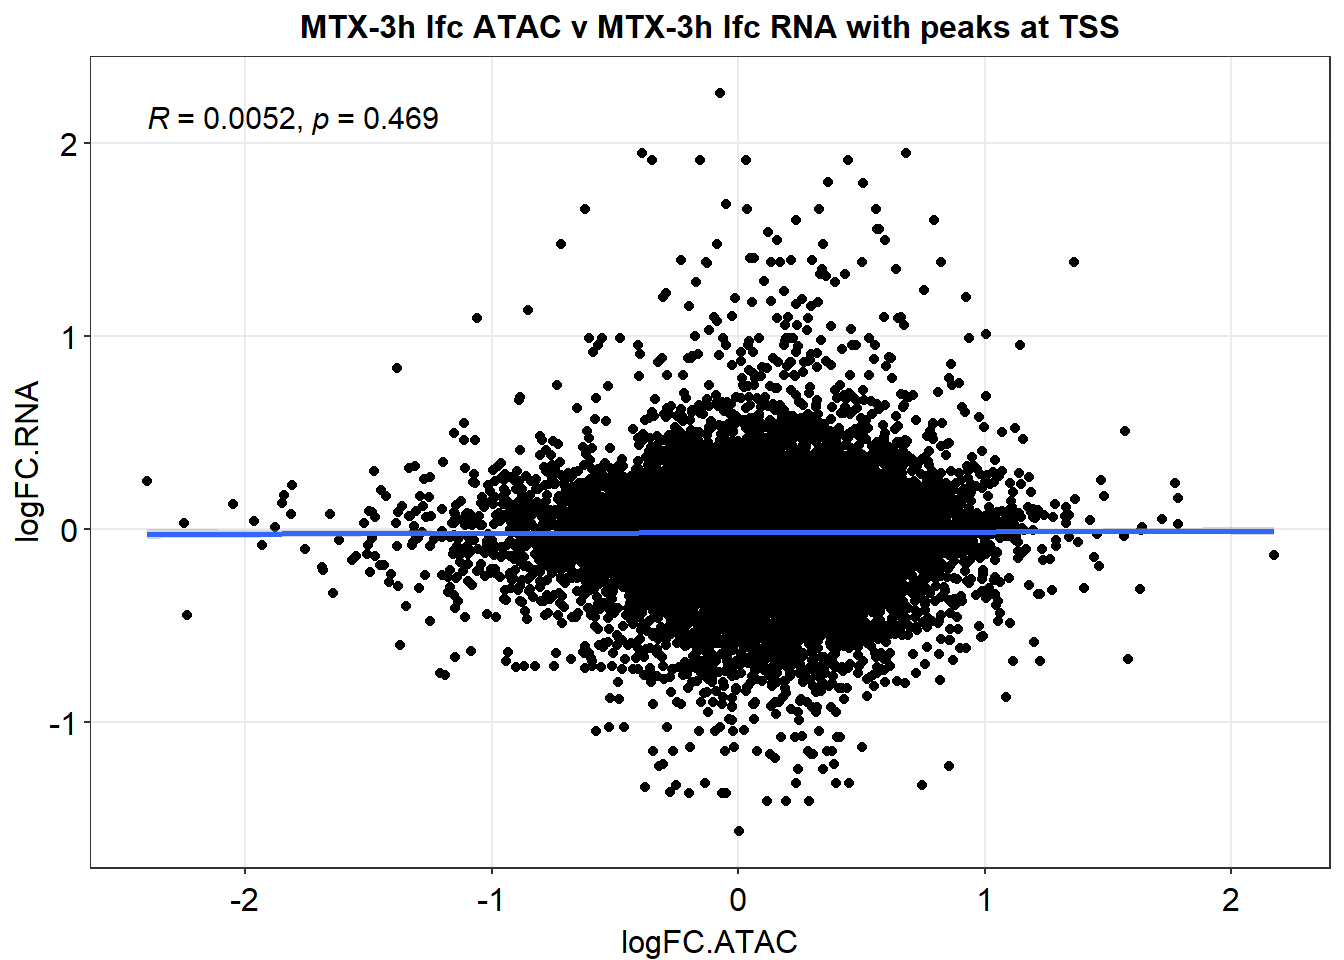 MTX-3h lfc ATAC v MTX-3h lfc RNA with peaks at TSS
R = 0.0052, p = 0.469
2
1
0
-1
logFC.RNA
-2
-1
0
1
2
logFC.ATAC